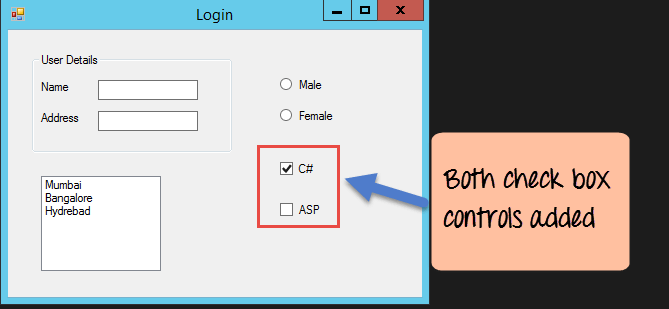 Login
User Details
Name
Address
Male
Female
C#
ASP
Mumbai
Bangalore
Hydrebad
Both check box
controls added